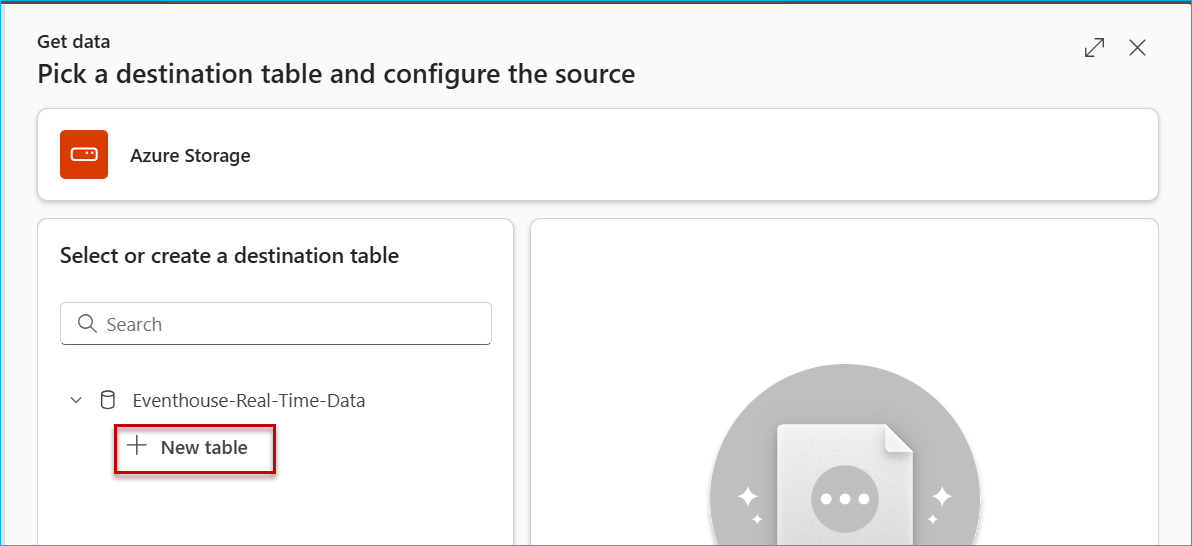 Get data
Pick a destination table and configure the source
Azure Storage
Select or create a destination table
Search
Eventhouse-Real-Time-Data
New table